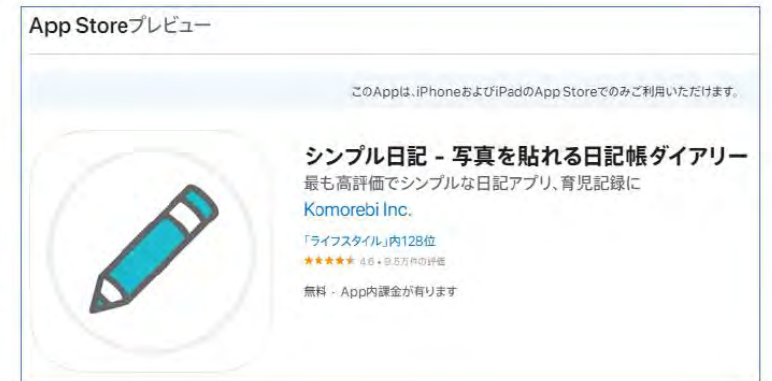 App Storeプレビュー
このAppは、iPhoneおよびiPadのApp Storeでのみご利用いただけます。
シンプル日記 - 写真を貼れる日記帳ダイアリー
最も高評価でシンプルな日記アプリ、育児記録に
Komorebi Inc.
「ライフスタイル」内128位
★★★★★ 4.6 • 9.5万件の評価
無料 - App内課金が有ります